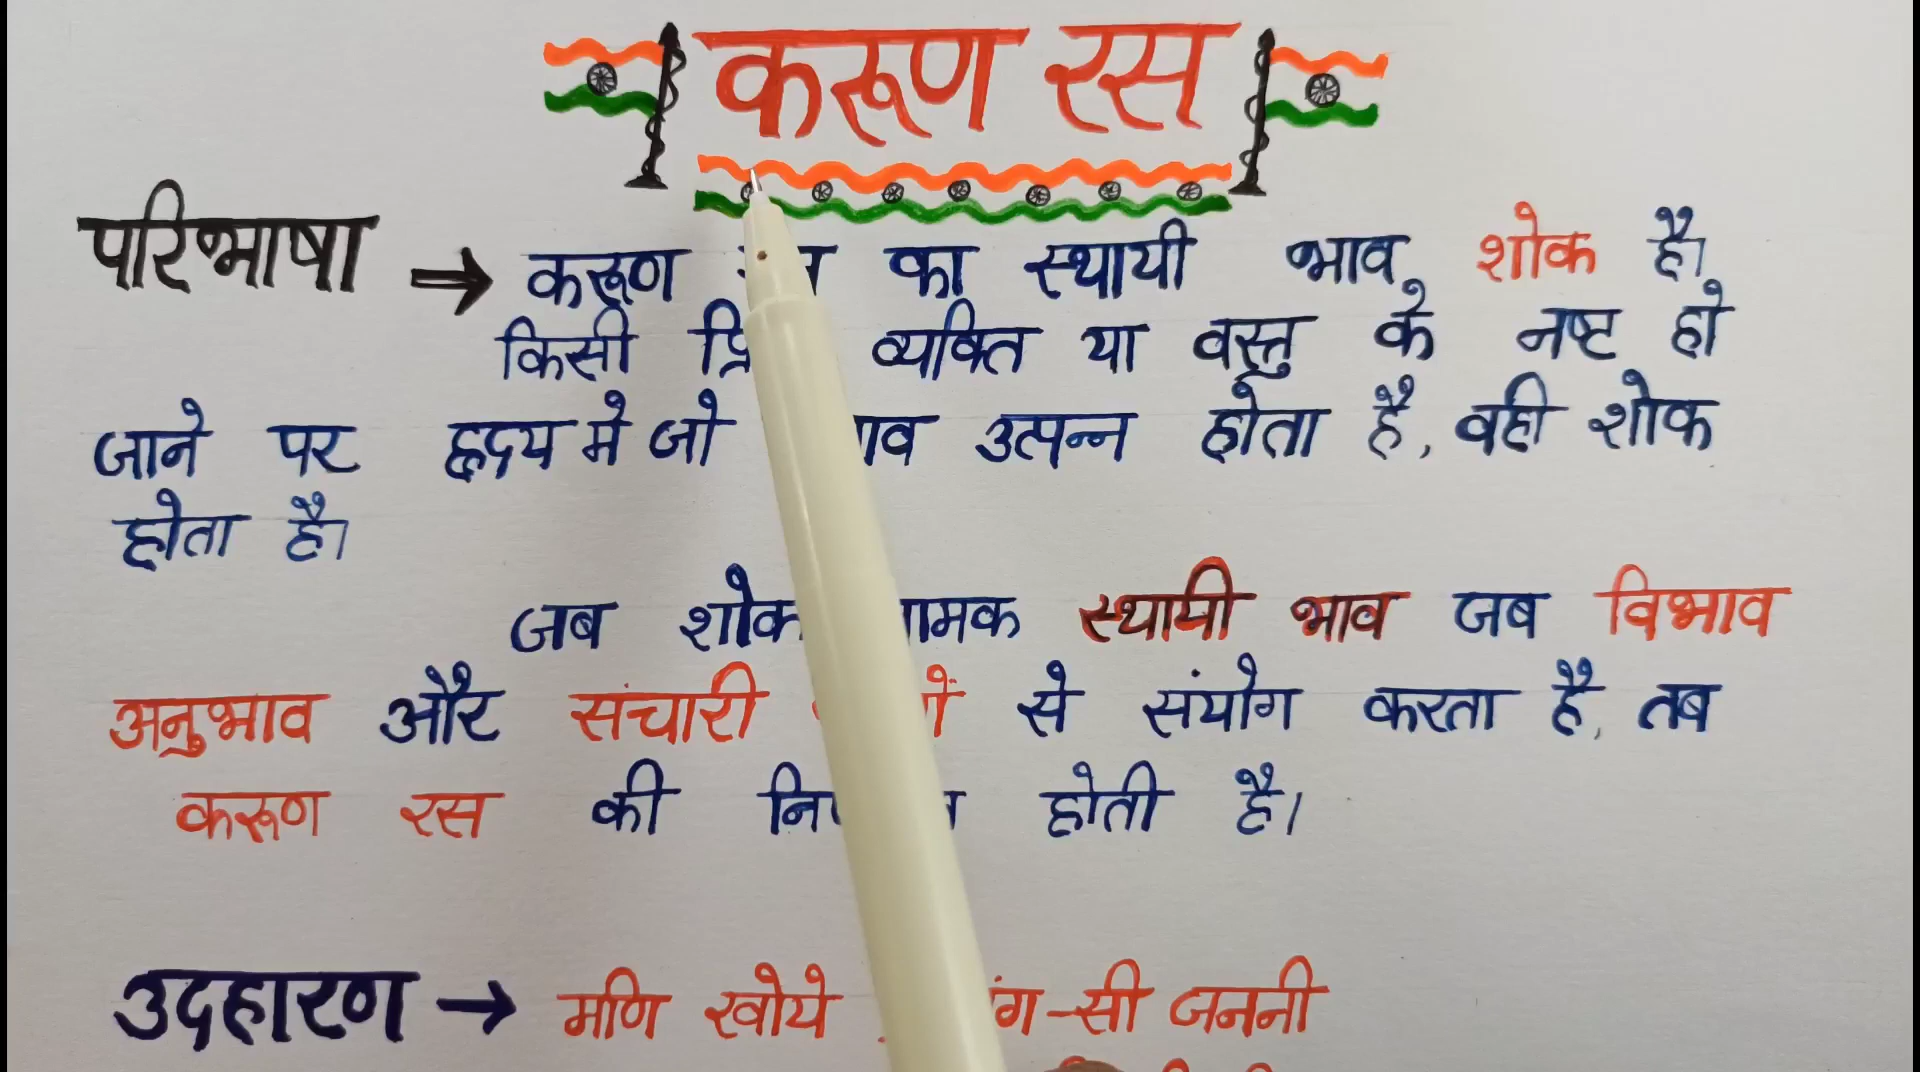 करूण रस
परिभाषा → करूण का स्थायी भाव शोक है।
किसी व्यक्ति या वस्तु के नष्ट हो
जाने पर हृदय मे जो उत्पन्न होता है, वही शोक
होता है।
जब शोक स्थायी भाव जब विभाव
अनुभाव और संचारी से संयोग करता है, तब
करूण रस की होती है।
उदहारण → मणि खोये जननी